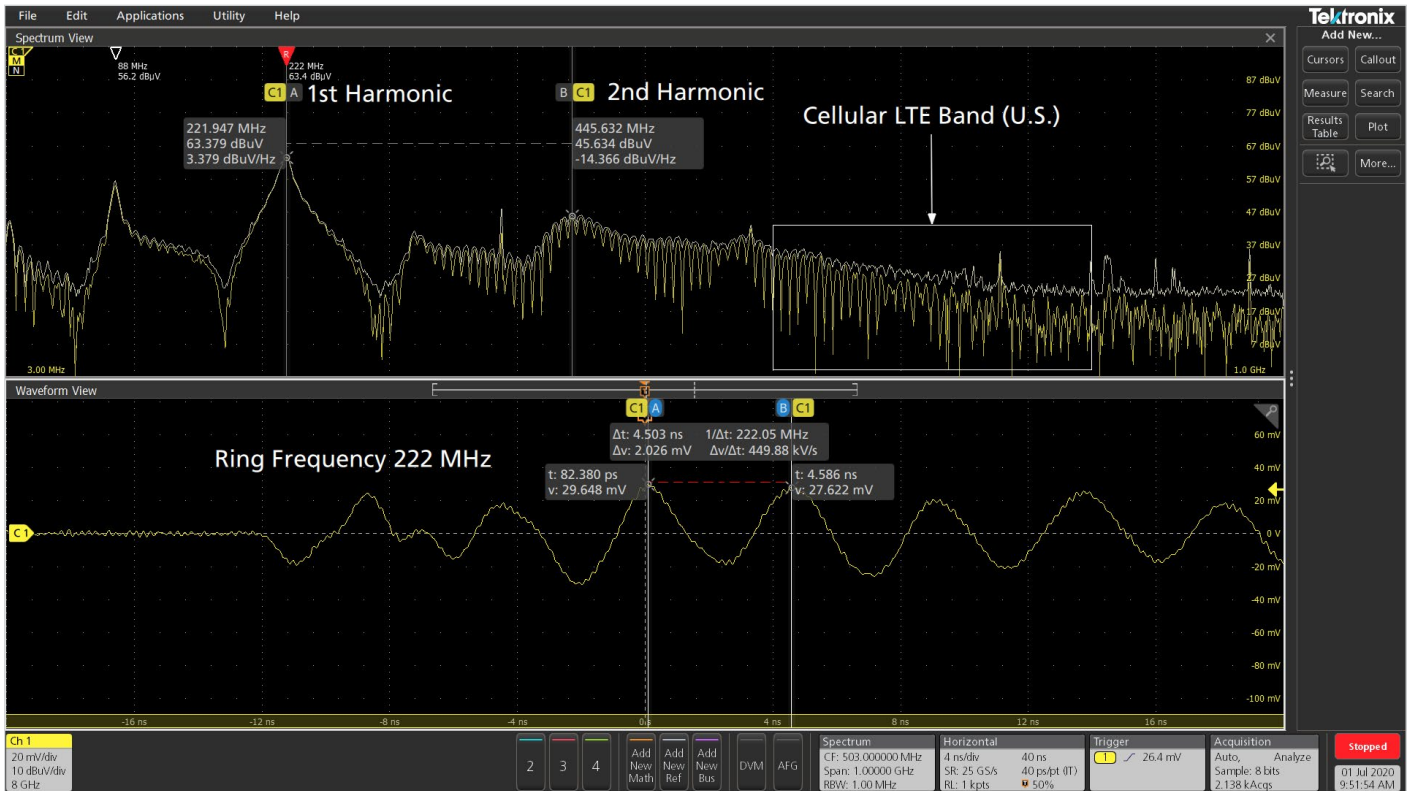 File Edit Applications Utility Help
Tektronix
Spectrum View
Add New...
C1
M
N
88 MHz
56.2 dBµV
R
222 MHz
63.4 dBµV
C1 A 1st Harmonic
B C1 2nd Harmonic
Cellular LTE Band (U.S.)
221.947 MHz
63.379 dBuV
3.379 dBuV/Hz
445.632 MHz
45.634 dBuV
-14.366 dBuV/Hz
87 dBuV
77 dBuV
67 dBuV
57 dBuV
47 dBuV
37 dBuV
27 dBuV
17 dBuV
7 dBuV
3.00 MHz
1.0 GHz
Cursors Callout
Measure Search
Results Table Plot
More...
Waveform View
C1 A
B C1
Δt: 4.503 ns 1/Δt: 222.05 MHz
Δv: 2.026 mV Δv/Δt: 449.88 kV/s
Ring Frequency 222 MHz
t: 82.380 ps
v: 29.648 mV
t: 4.586 ns
v: 27.622 mV
C1
60 mV
40 mV
20 mV
0 V
-20 mV
-40 mV
-60 mV
-80 mV
-100 mV
-16 ns -12 ns -8 ns -4 ns 0 s 4 ns 8 ns 12 ns 16 ns
Ch 1
20 mV/div
10 dBuV/div
8 GHz
2 3 4
Add New Math
Add New Ref
Add New Bus
DVM AFG
Spectrum
CF: 503.000000 MHz
Span: 1.00000 GHz
RBW: 1.00 MHz
Horizontal
4 ns/div 40 ns
SR: 25 GS/s 40 ps/pt (IT)
RL: 1 kpts 50%
Trigger
1 26.4 mV
Acquisition
Auto, Analyze
Sample: 8 bits
2.138 kAcqs
Stopped
01 Jul 2020
9:51:54 AM